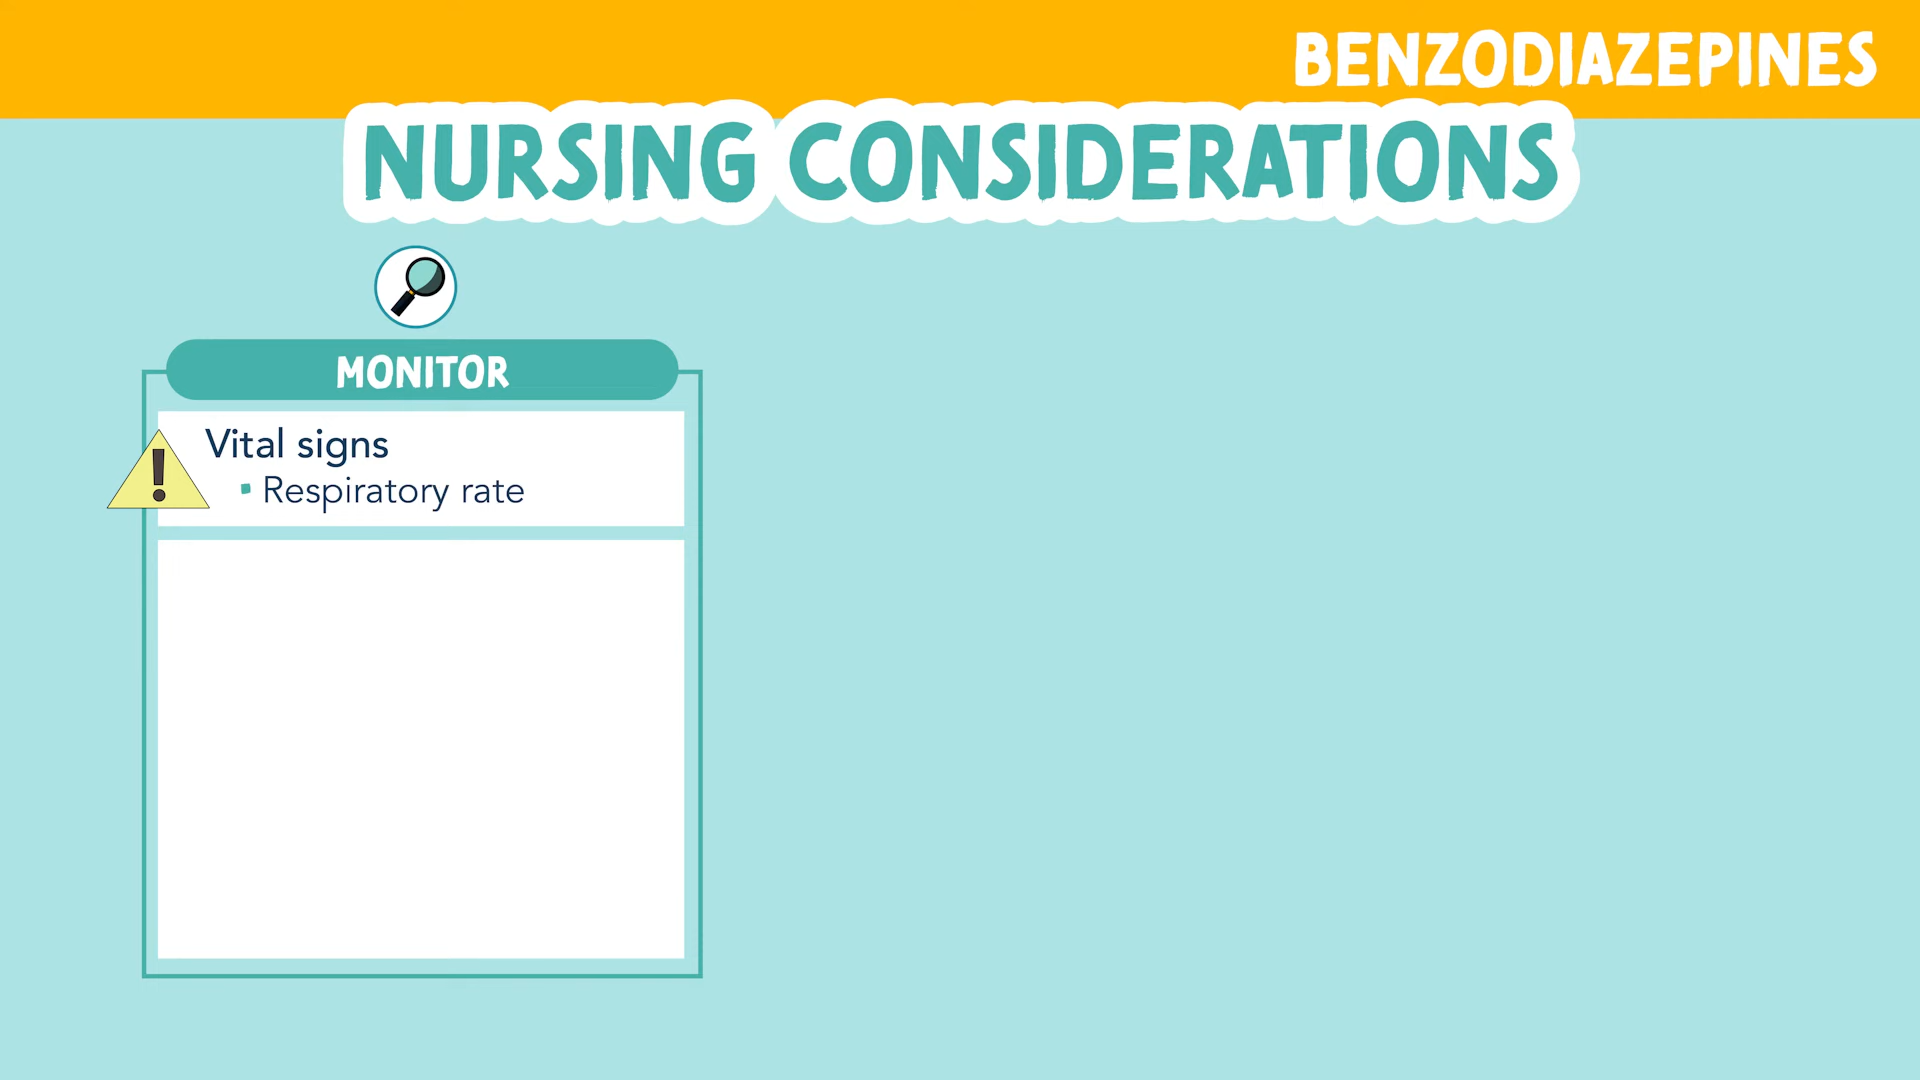 BENZODIAZEPINES
NURSING CONSIDERATIONS
MONITOR
Vital signs
▪ Respiratory rate